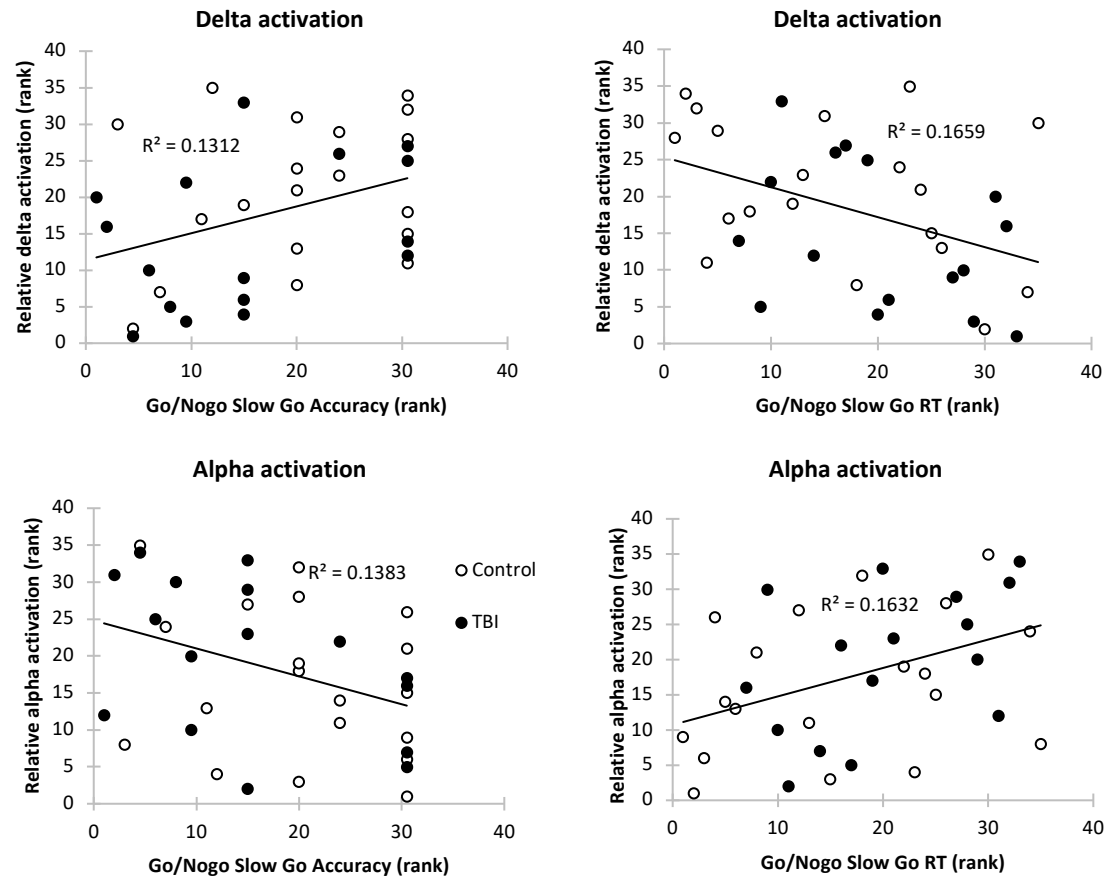 Delta activation
Relative delta activation (rank)
40
35
30
25
20
15
10
5
0
R² = 0.1312
0 10 20 30 40
Go/Nogo Slow Go Accuracy (rank)
Delta activation
Relative delta activation (rank)
40
35
30
25
20
15
10
5
0
R² = 0.1659
0 10 20 30 40
Go/Nogo Slow Go RT (rank)
Alpha activation
Relative alpha activation (rank)
40
35
30
25
20
15
10
5
0
R² = 0.1383
Control
TBI
0 10 20 30 40
Go/Nogo Slow Go Accuracy (rank)
Alpha activation
Relative alpha activation (rank)
40
35
30
25
20
15
10
5
0
R² = 0.1632
0 10 20 30 40
Go/Nogo Slow Go RT (rank)